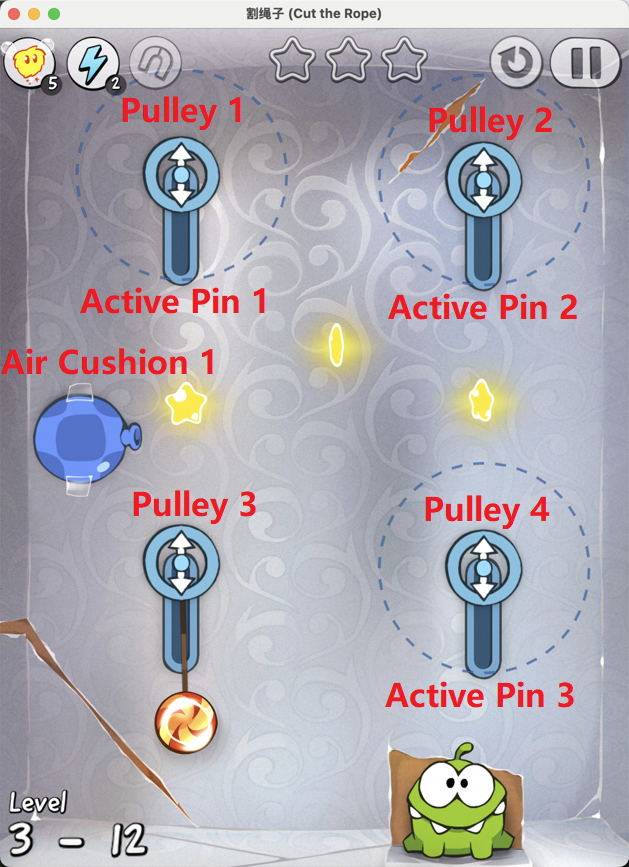 割绳子 (Cut the Rope)
5
2
Pulley 1
Pulley 2
Active Pin 1
Active Pin 2
Air Cushion 1
Pulley 3
Pulley 4
Active Pin 3
Level
3 - 12